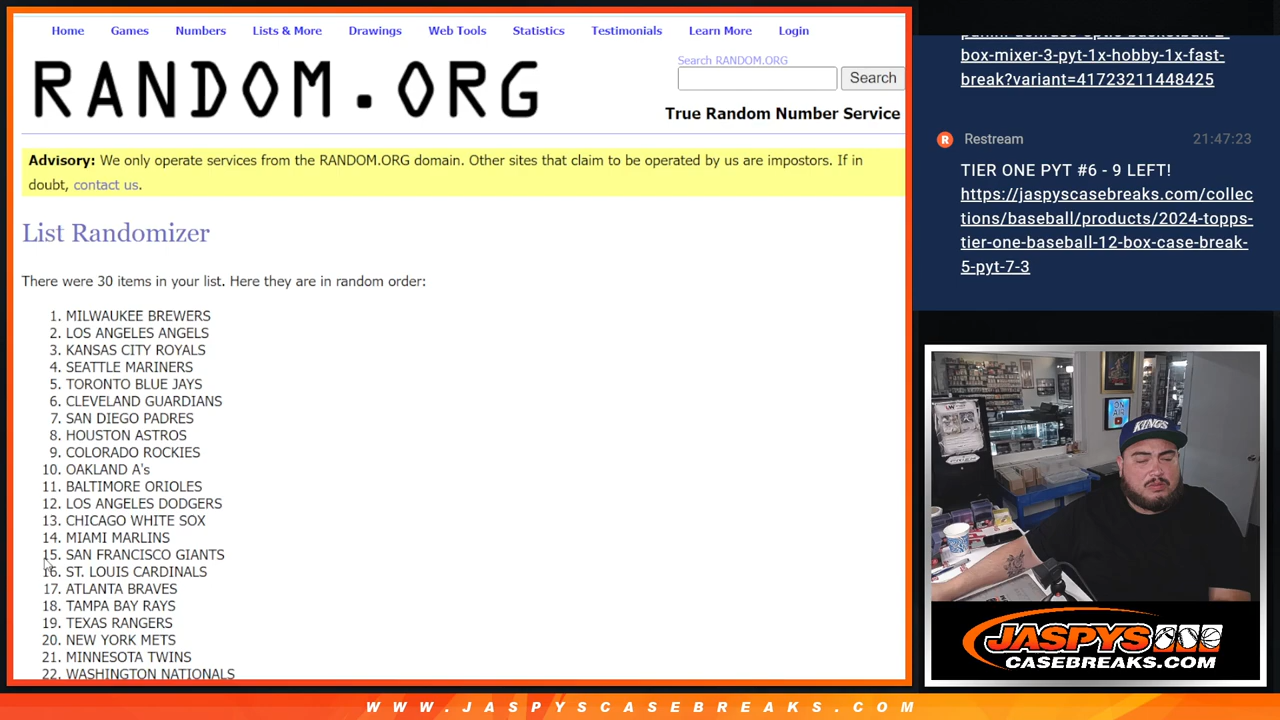 Home Games Numbers Lists & More Drawings Web Tools Statistics Testimonials Learn More Login
RANDOM.ORG
Search RANDOM.ORG
Search
True Random Number Service
Advisory: We only operate services from the RANDOM.ORG domain. Other sites that claim to be operated by us are impostors. If in
doubt, contact us.
List Randomizer
There were 30 items in your list. Here they are in random order:
1. MILWAUKEE BREWERS
2. LOS ANGELES ANGELS
3. KANSAS CITY ROYALS
4. SEATTLE MARINERS
5. TORONTO BLUE JAYS
6. CLEVELAND GUARDIANS
7. SAN DIEGO PADRES
8. HOUSTON ASTROS
9. COLORADO ROCKIES
10. OAKLAND A's
11. BALTIMORE ORIOLES
12. LOS ANGELES DODGERS
13. CHICAGO WHITE SOX
14. MIAMI MARLINS
15. SAN FRANCISCO GIANTS
16. ST. LOUIS CARDINALS
17. ATLANTA BRAVES
18. TAMPA BAY RAYS
19. TEXAS RANGERS
20. NEW YORK METS
21. MINNESOTA TWINS
22. WASHINGTON NATIONALS
box-mixer-3-pyt-1x-hobby-1x-fast-
break?variant=41723211448425
Restream 21:47:23
TIER ONE PYT #6 - 9 LEFT!
https://jaspyscasebreaks.com/collec
tions/baseball/products/2024-topps-
tier-one-baseball-12-box-case-break-
5-pyt-7-3
ON
AIR
KINGS
JASPYS
CASEBREAKS.COM
WWW.JASPYSCASEBREAKS.COM